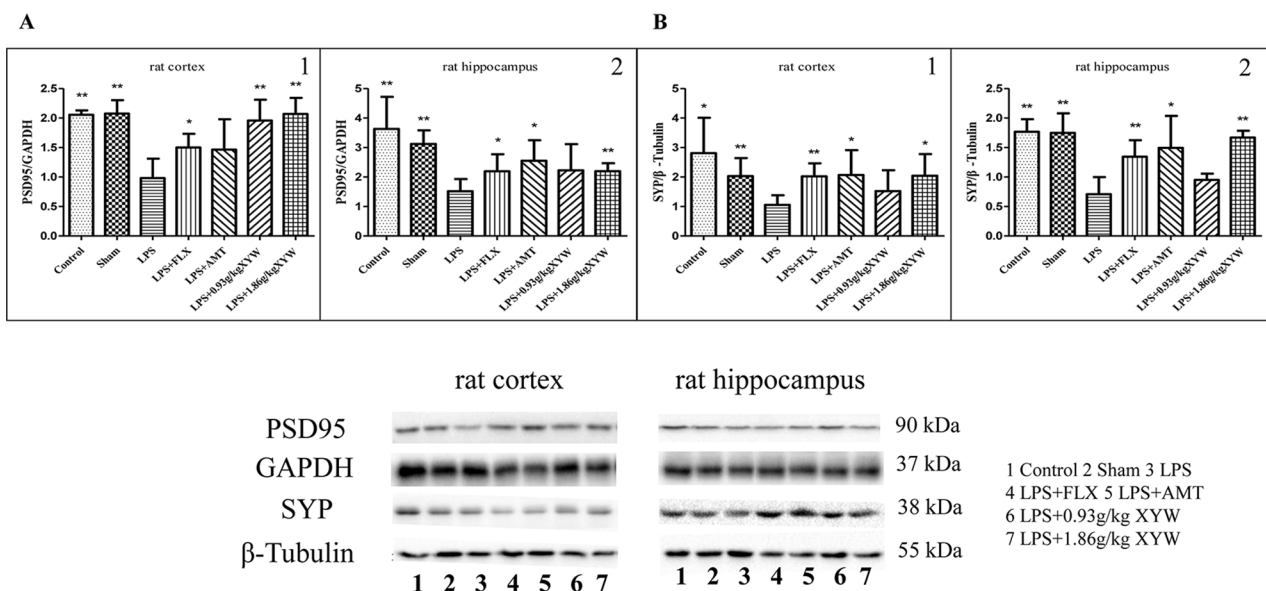 A
B
rat cortex
1
PSD95/GAPDH
2.5
2.0
1.5
1.0
0.5
0.0
**
**
*
**
**
Control
Sham
LPS
LPS+FLX
LPS+AMT
LPS+0.93g/kgXYW
LPS+1.86g/kgXYW
rat hippocampus
2
PSD95/GAPDH
5
4
3
2
1
0
**
**
*
*
**
Control
Sham
LPS
LPS+FLX
LPS+AMT
LPS+0.93g/kgXYW
LPS+1.86g/kgXYW
rat cortex
1
SYP/β -Tubulin
5
4
3
2
1
0
*
**
**
*
*
Control
Sham
LPS
LPS+FLX
LPS+AMT
LPS+0.93g/kgXYW
LPS+1.86g/kgXYW
rat hippocampus
2
SYP/β -Tubulin
2.5
2.0
1.5
1.0
0.5
0.0
**
**
**
*
**
Control
Sham
LPS
LPS+FLX
LPS+AMT
LPS+0.93g/kgXYW
LPS+1.86g/kgXYW
rat cortex
rat hippocampus
PSD95
90 kDa
GAPDH
37 kDa
SYP
38 kDa
β-Tubulin
55 kDa
1 2 3 4 5 6 7
1 2 3 4 5 6 7
1 Control 2 Sham 3 LPS
4 LPS+FLX 5 LPS+AMT
6 LPS+0.93g/kg XYW
7 LPS+1.86g/kg XYW